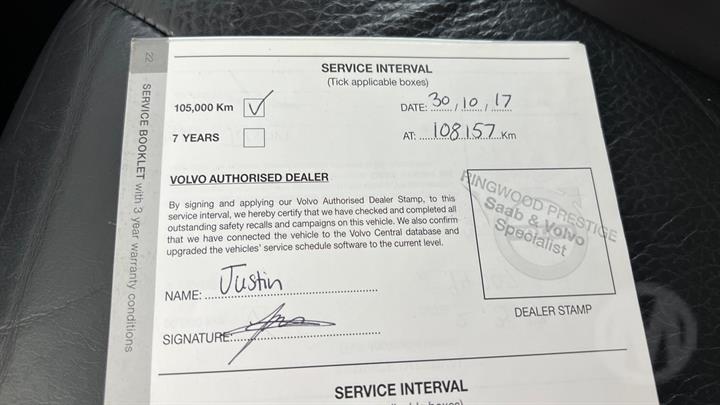 22
SERVICE BOOKLET with 3 year warranty conditions
SERVICE INTERVAL
(Tick applicable boxes)
105,000 Km
DATE: 30 / 10 / 17
7 YEARS
AT: 108157 Km
VOLVO AUTHORISED DEALER
By signing and applying our Volvo Authorised Dealer Stamp, to this
service interval, we hereby certify that we have checked and completed all
outstanding safety recalls and campaigns on this vehicle. We also confirm
that we have connected the vehicle to the Volvo Central database and
upgraded the vehicles' service schedule software to the current level.
RINGWOOD PRESTIGE
Saab & Volvo
Specialist
NAME: Justin
DEALER STAMP
SIGNATURE:
SERVICE INTERVAL